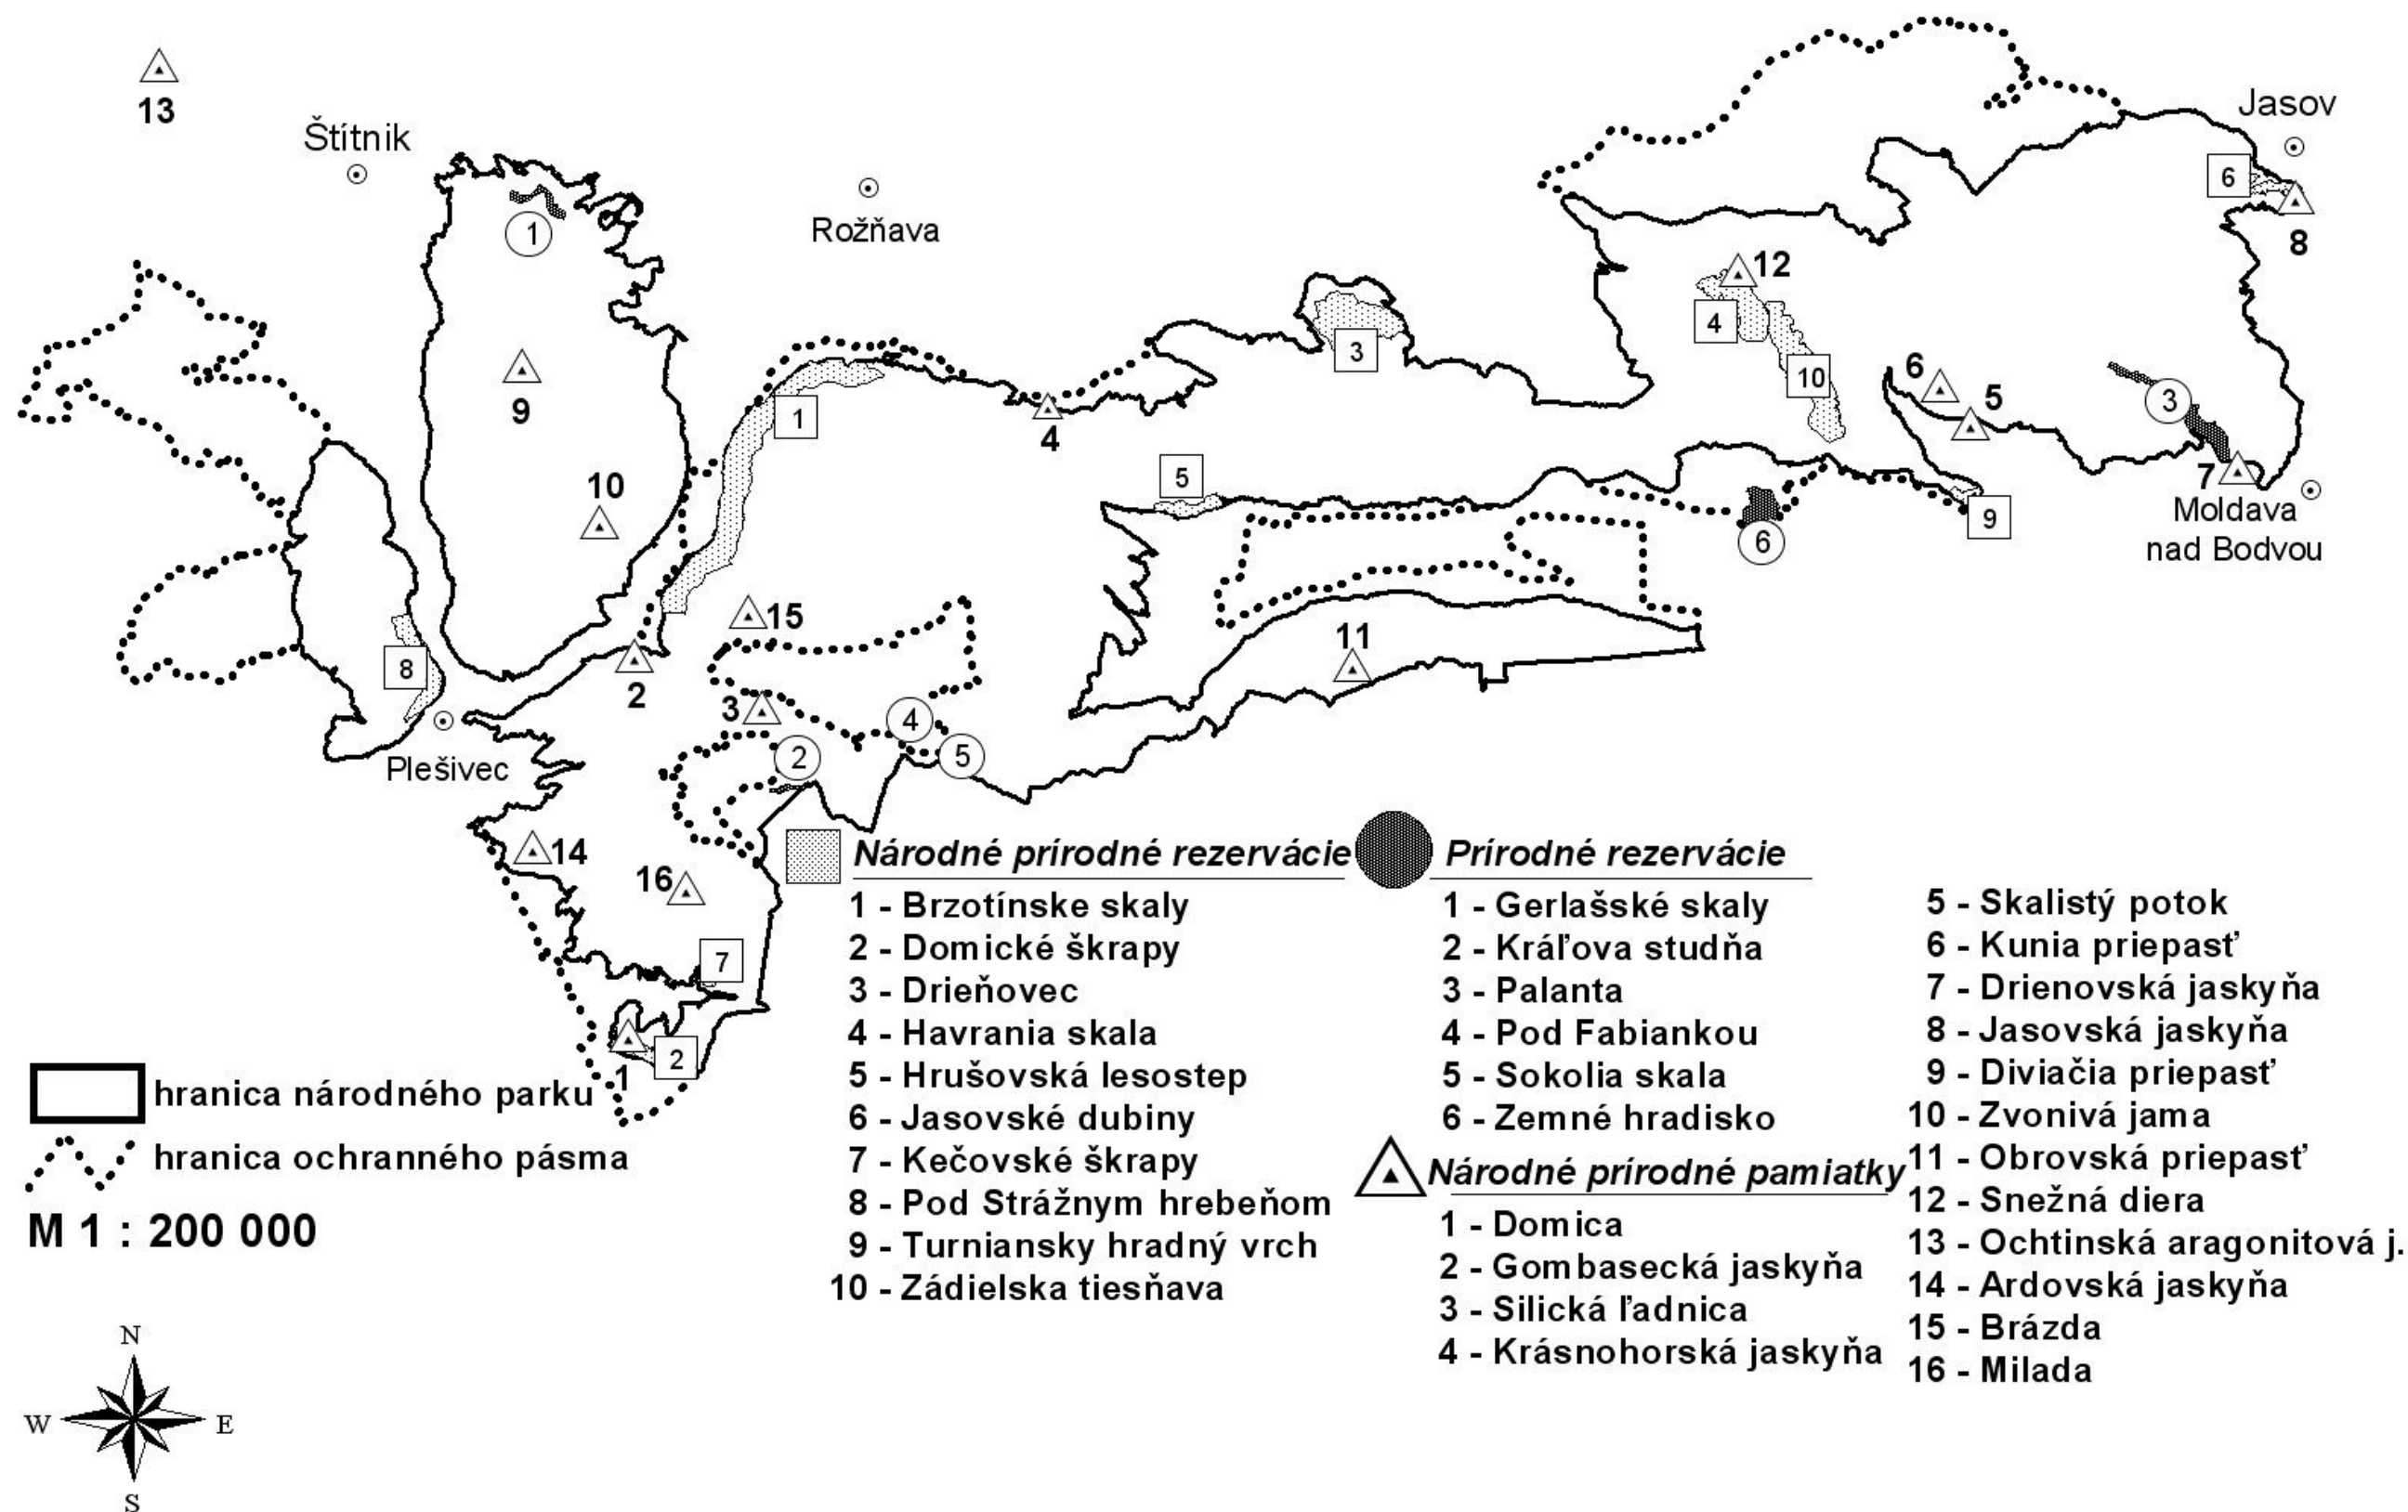 13
Štítnik
Jasov
6
8
1
Rožňava
12
4
3
9
10
6
5
3
1
4
10
5
7
9
Moldava
nad Bodvou
6
15
11
8
2
3
4
5
2
Plešivec
14
16
7
2
1
hranica národného parku
hranica ochranného pásma
M 1 : 200 000
N
W
E
S
Národné prírodné rezervácie
1 - Brzotínske skaly
2 - Domické škrapy
3 - Drieňovec
4 - Havrania skala
5 - Hrušovská lesostep
6 - Jasovské dubiny
7 - Kečovské škrapy
8 - Pod Strážnym hrebeňom
9 - Turniansky hradný vrch
10 - Zádielska tiesňava
Prírodné rezervácie
1 - Gerlašské skaly
2 - Kráľova studňa
3 - Palanta
4 - Pod Fabiankou
5 - Sokolia skala
6 - Zemné hradisko
Národné prírodné pamiatky
1 - Domica
2 - Gombasecká jaskyňa
3 - Silická ľadnica
4 - Krásnohorská jaskyňa
5 - Skalistý potok
6 - Kunia priepasť
7 - Drienovská jaskyňa
8 - Jasovská jaskyňa
9 - Diviačia priepasť
10 - Zvonivá jama
11 - Obrovská priepasť
12 - Snežná diera
13 - Ochtinská aragonitová j.
14 - Ardovská jaskyňa
15 - Brázda
16 - Milada